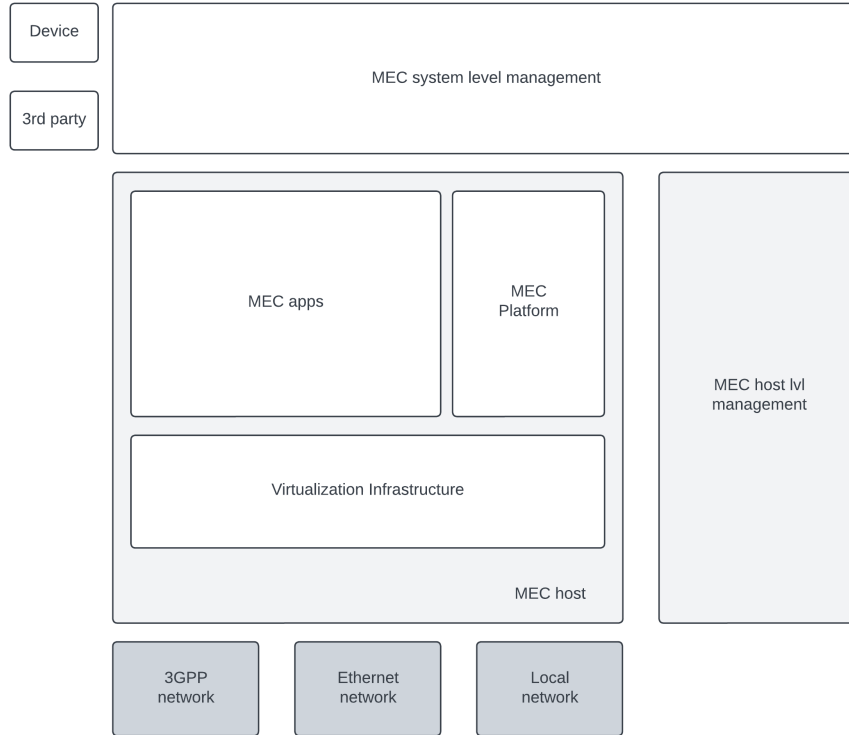 Device
MEC system level management
3rd party
MEC apps
MEC
Platform
MEC host lvl
management
Virtualization Infrastructure
MEC host
3GPP
network
Ethernet
network
Local
network